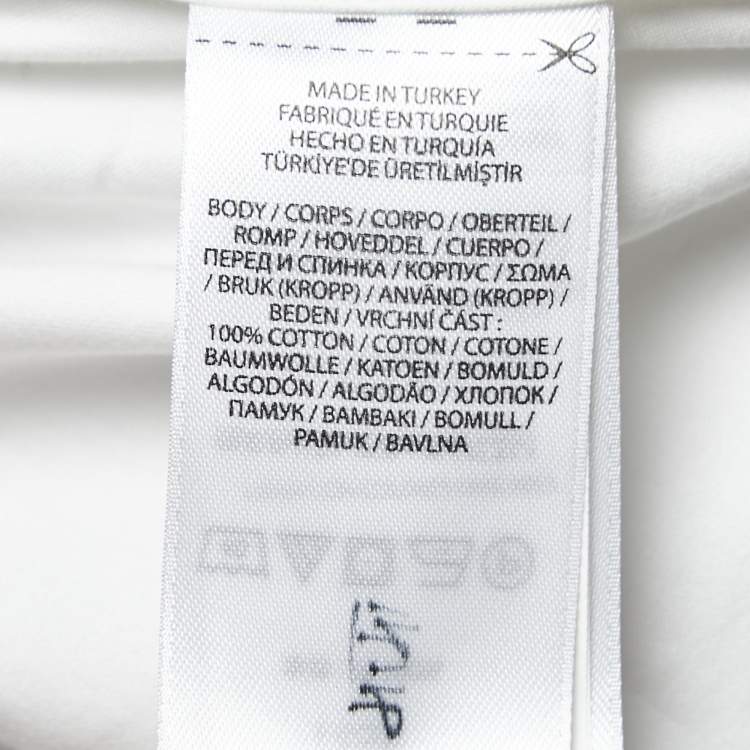 MADE IN TURKEY
FABRIQUÉ EN TURQUIE
HECHO EN TURQUÍA
TÜRKİYE'DE ÜRETİLMİŞTİR
BODY / CORPS / CORPO / OBERTEIL /
ROMP / HOVEDDEL / CUERPO /
ПЕРЕД И СПИНКА / КОРПУС / ΣΩΜΑ
/ BRUK (KROPP) / ANVÄND (KROPP) /
BEDEN / VRCHNÍ ČÁST :
100% COTTON / COTON / COTONE /
BAUMWOLLE / KATOEN / BOMULD /
ALGODÓN / ALGODÃO / ХЛОПОК /
ПАМУК / BAMBAKI / BOMULL /
PAMUK / BAVLNA